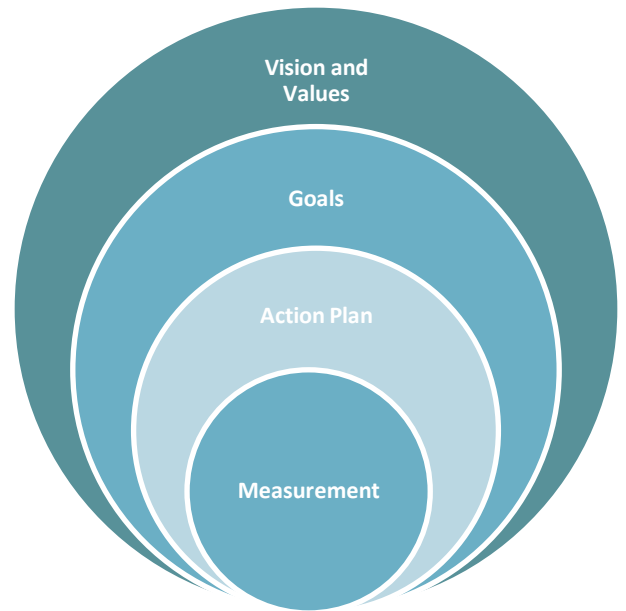 Vision and
Values
Goals
Action Plan
Measurement